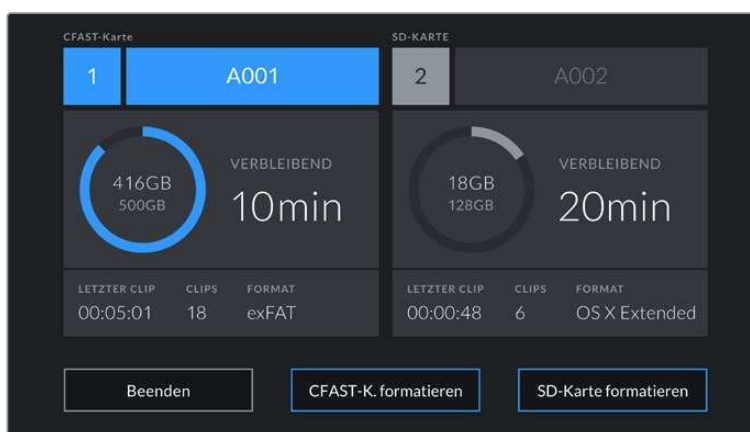 CFAST-Karte
1 A001
416GB
500GB
VERBLEIBEND
10min
LETZTER CLIP CLIPS FORMAT
00:05:01 18 exFAT
SD-KARTE
2 A002
18GB
128GB
VERBLEIBEND
20min
LETZTER CLIP CLIPS FORMAT
00:00:48 6 OS X Extended
Beenden
CFAST-K. formatieren
SD-Karte formatieren